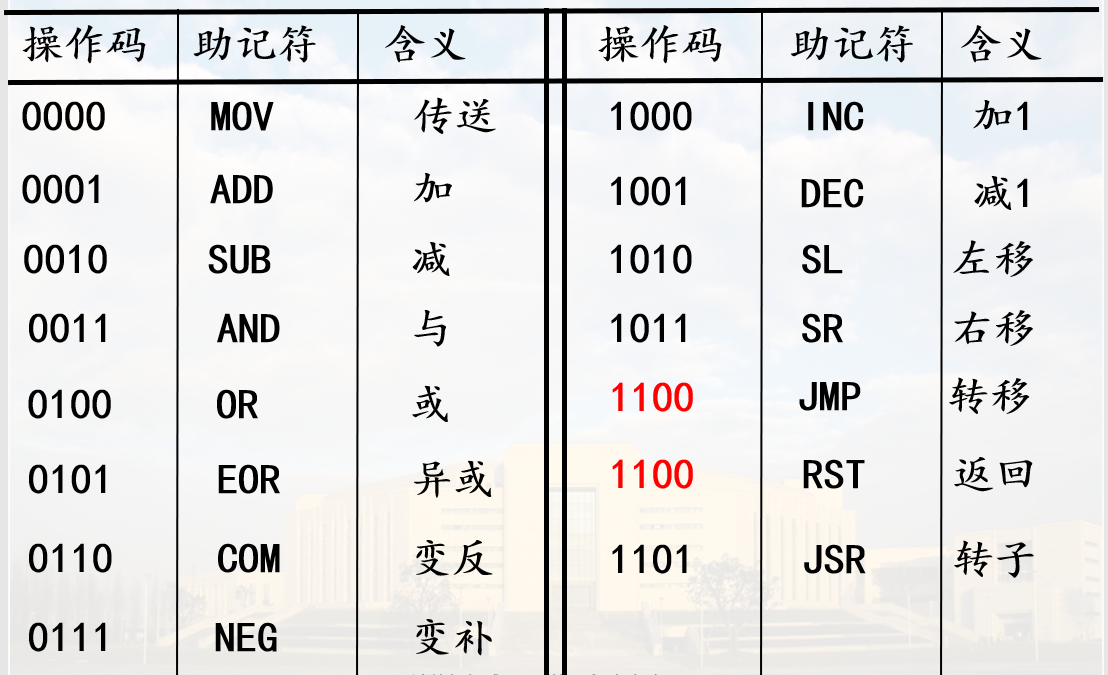 操作码 助记符 含义 操作码 助记符 含义
0000 MOV 传送 1000 INC 加1
0001 ADD 加 1001 DEC 减1
0010 SUB 减 1010 SL 左移
0011 AND 与 1011 SR 右移
0100 OR 或 1100 JMP 转移
0101 EOR 异或 1100 RST 返回
0110 COM 变反 1101 JSR 转子
0111 NEG 变补